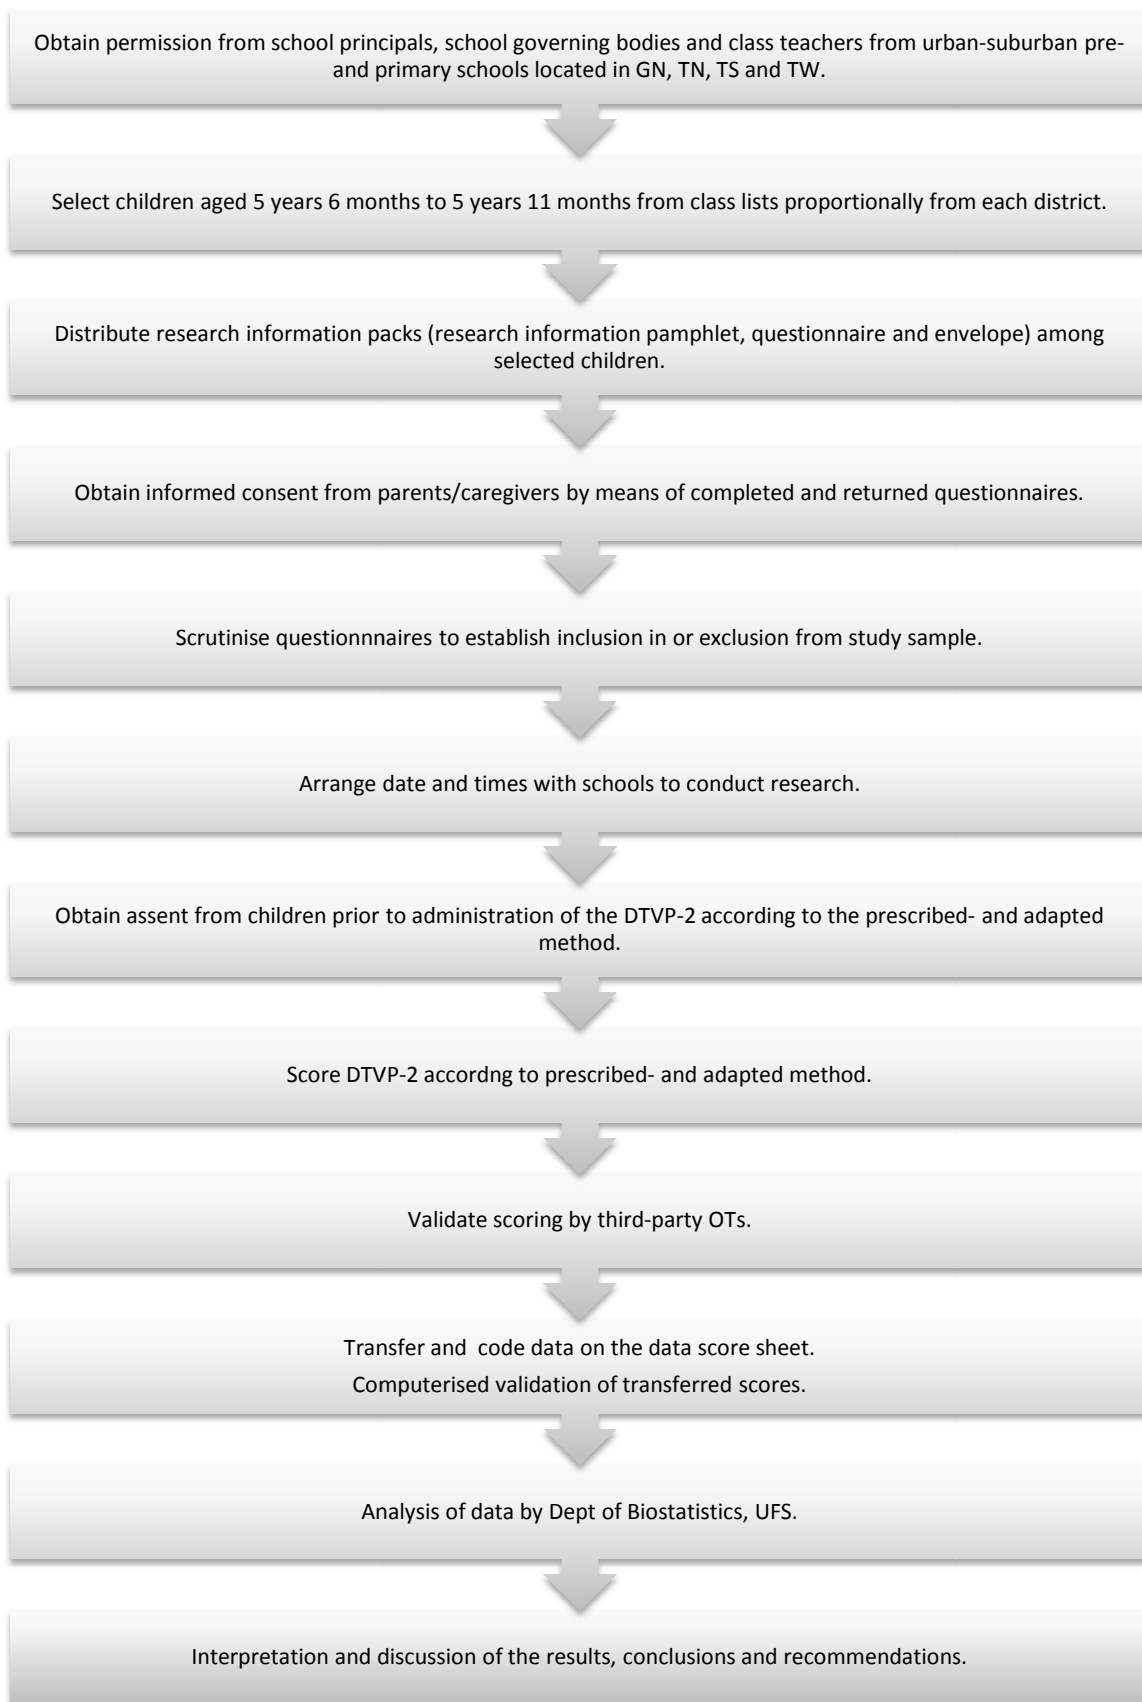 Obtain permission from school principals, school governing bodies and class teachers from urban-suburban pre-
and primary schools located in GN, TN, TS and TW.
Select children aged 5 years 6 months to 5 years 11 months from class lists proportionally from each district.
Distribute research information packs (research information pamphlet, questionnaire and envelope) among
selected children.
Obtain informed consent from parents/caregivers by means of completed and returned questionnaires.
Scrutinise questionnnaires to establish inclusion in or exclusion from study sample.
Arrange date and times with schools to conduct research.
Obtain assent from children prior to administration of the DTVP-2 according to the prescribed- and adapted
method.
Score DTVP-2 accordng to prescribed- and adapted method.
Validate scoring by third-party OTs.
Transfer and code data on the data score sheet.
Computerised validation of transferred scores.
Analysis of data by Dept of Biostatistics, UFS.
Interpretation and discussion of the results, conclusions and recommendations.